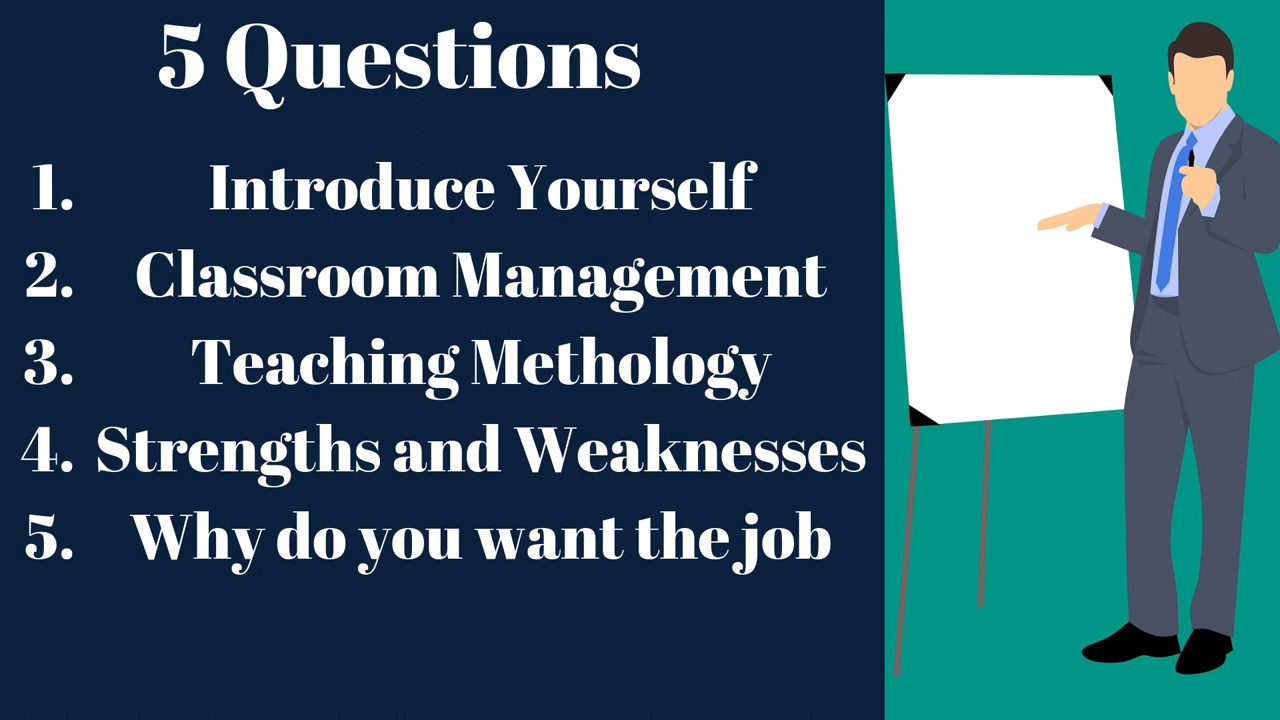 5 Questions
1. Introduce Yourself
2. Classroom Management
3. Teaching Methology
4. Strengths and Weaknesses
5. Why do you want the job